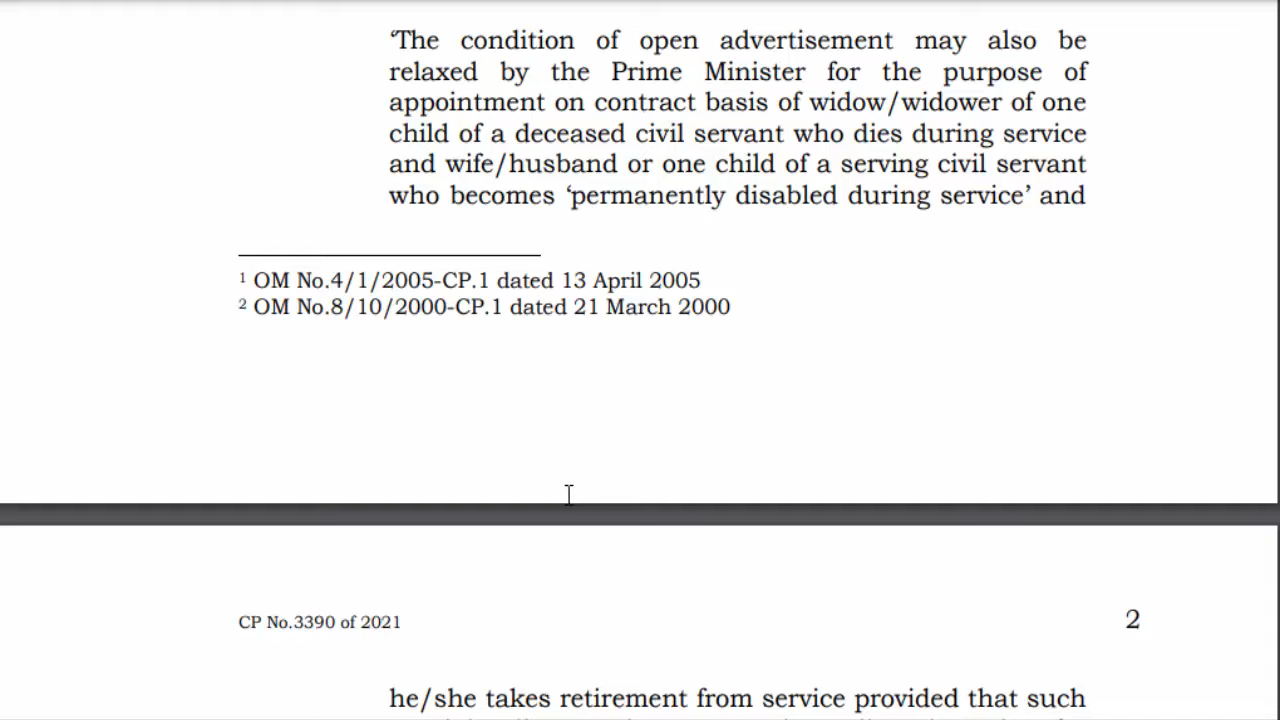 ‘The condition of open advertisement may also be
relaxed by the Prime Minister for the purpose of
appointment on contract basis of widow/widower of one
child of a deceased civil servant who dies during service
and wife/husband or one child of a serving civil servant
who becomes ‘permanently disabled during service’ and
¹ OM No.4/1/2005-CP.1 dated 13 April 2005
² OM No.8/10/2000-CP.1 dated 21 March 2000
CP No.3390 of 2021
2
he/she takes retirement from service provided that such